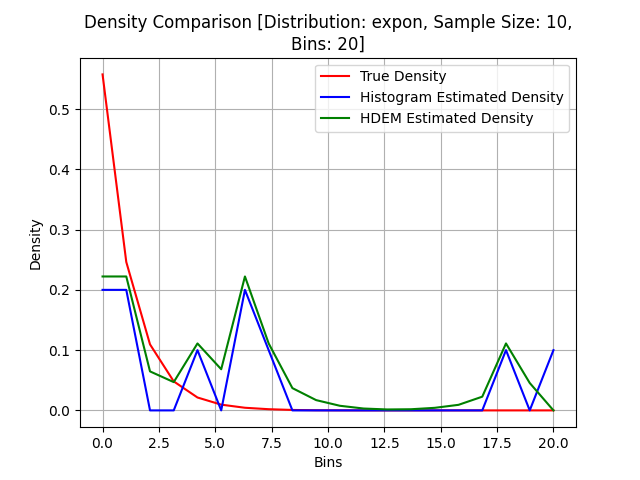 Density Comparison [Distribution: expon, Sample Size: 10,
Bins: 20]
True Density
Histogram Estimated Density
HDEM Estimated Density
Density
0.5
0.4
0.3
0.2
0.1
0.0
0.0 2.5 5.0 7.5 10.0 12.5 15.0 17.5 20.0
Bins